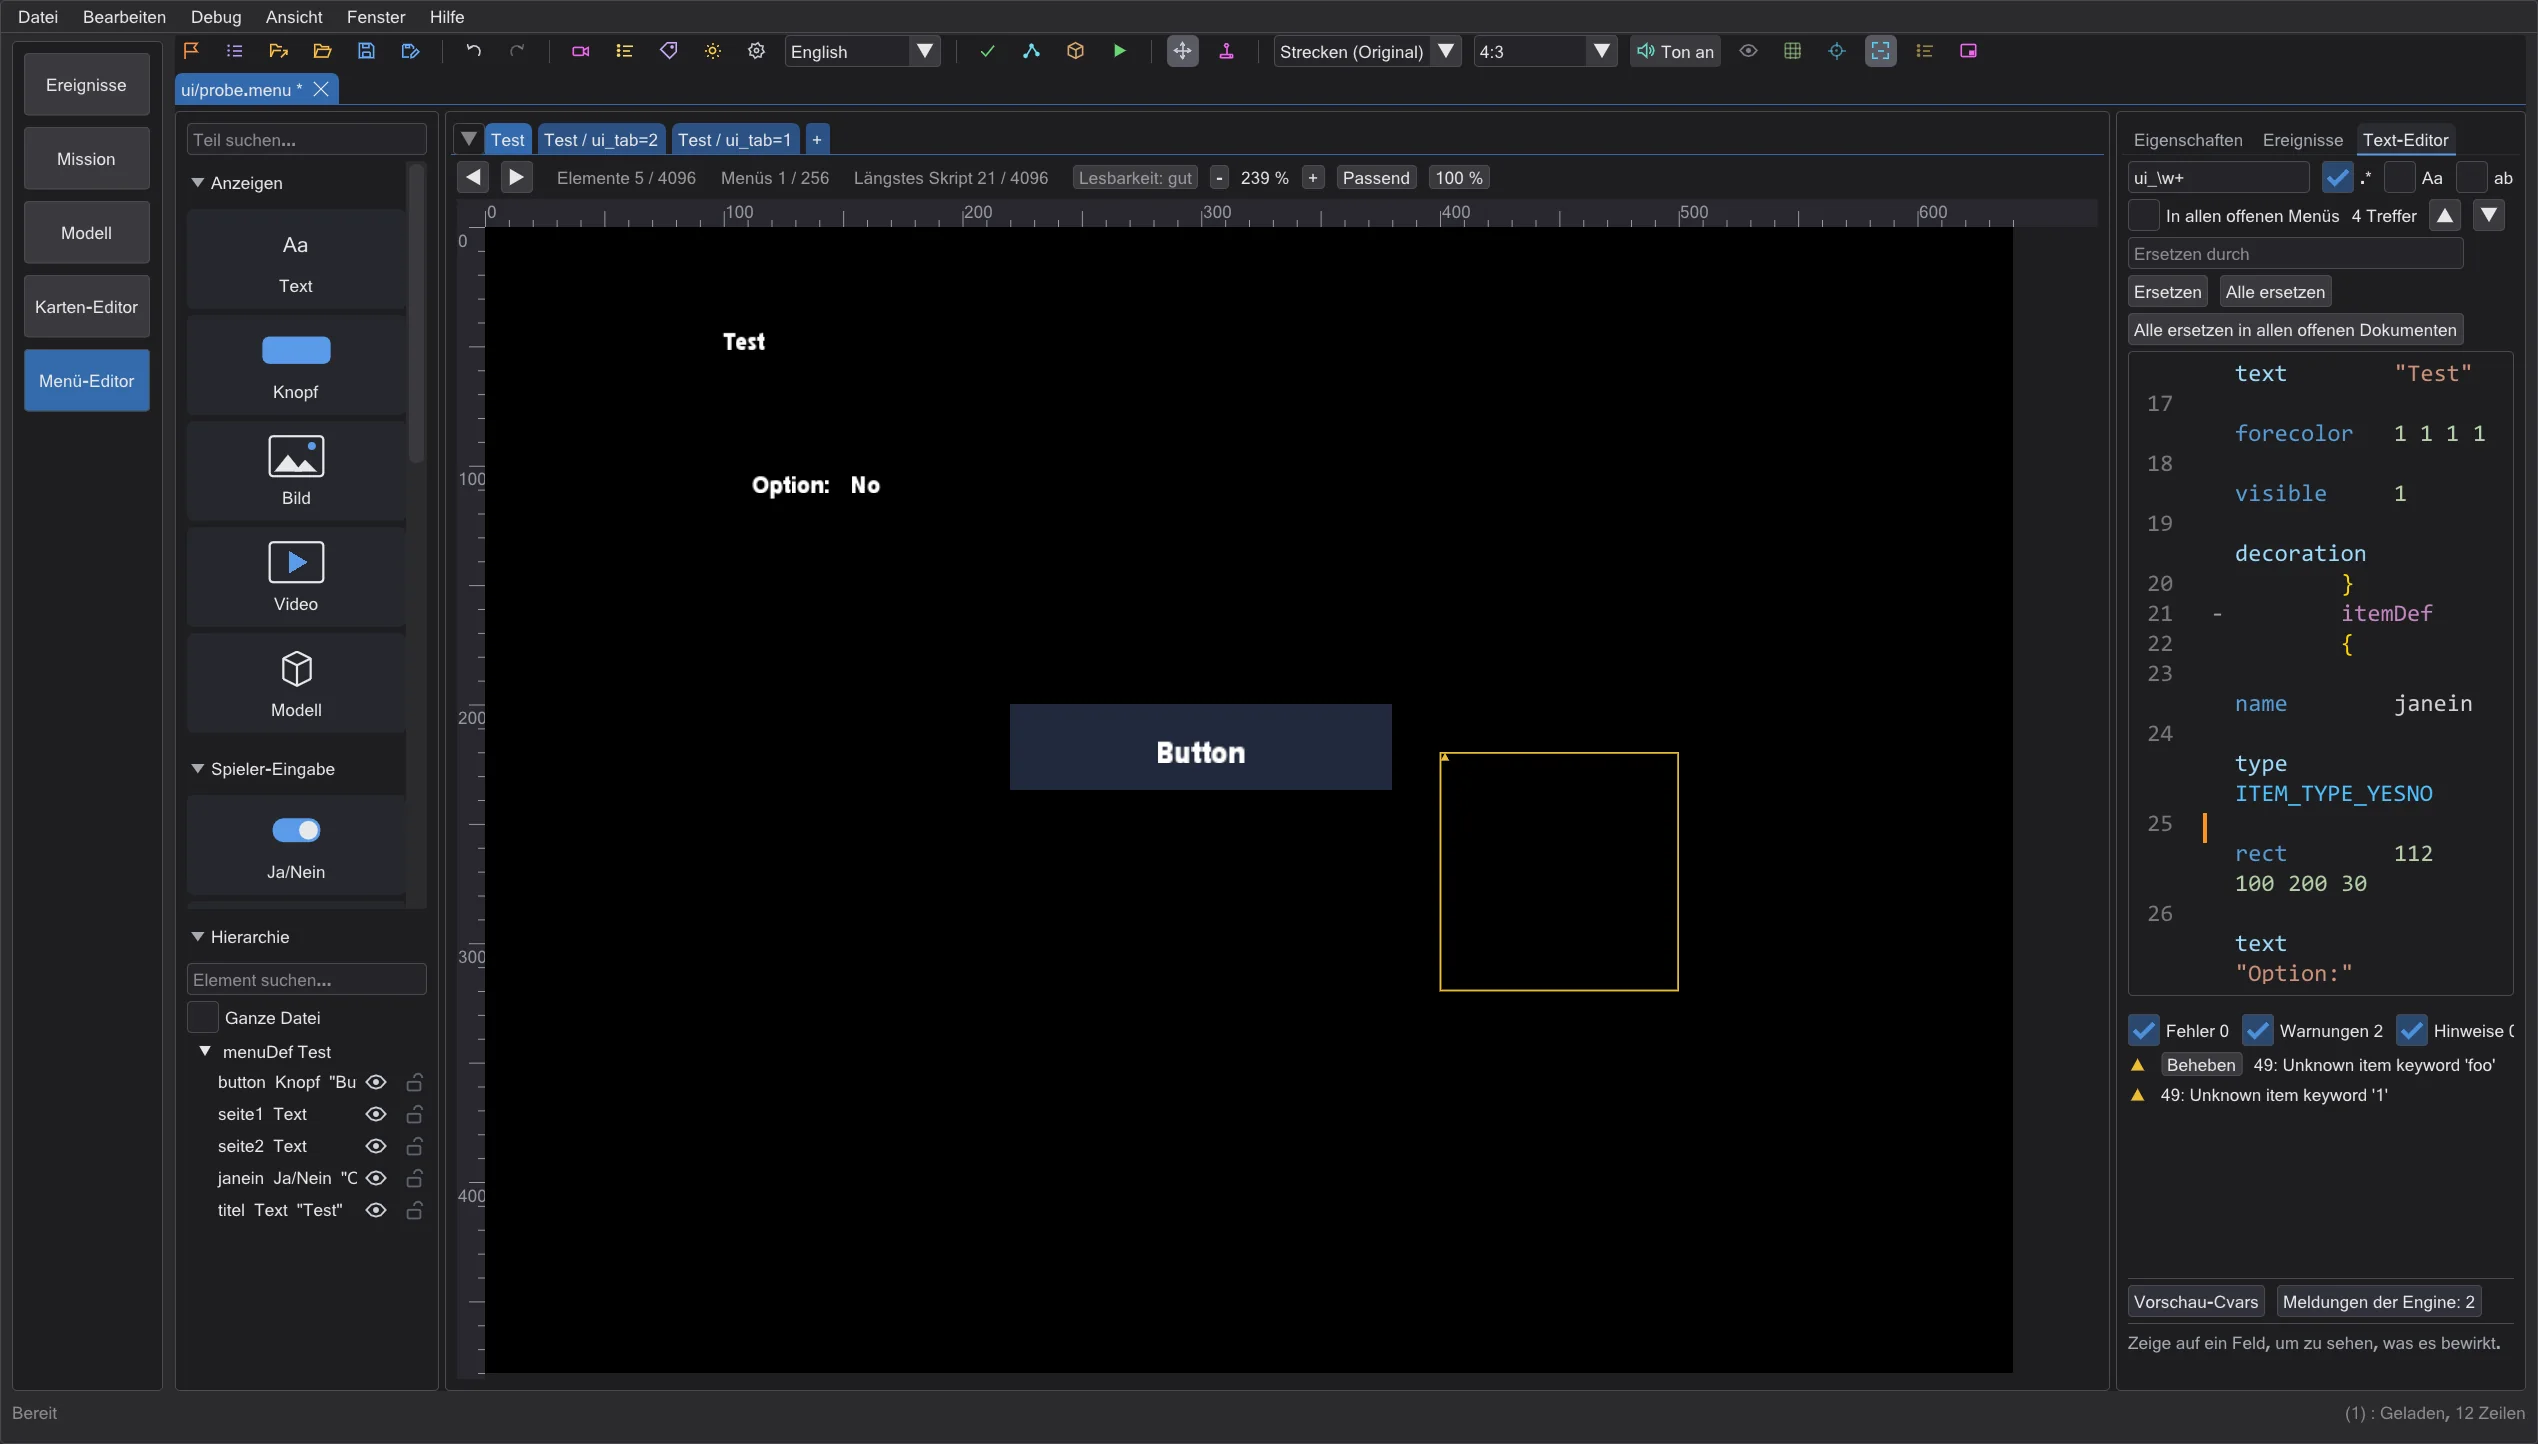 Datei Bearbeiten Debug Ansicht Fenster Hilfe
English Strecken (Original) 4:3 Ton an
ui/probe.menu *
Ereignisse
Mission
Modell
Karten-Editor
Menü-Editor
Teil suchen...
Anzeigen
Aa
Text
Knopf
Bild
Video
Modell
Spieler-Eingabe
Ja/Nein
Hierarchie
Element suchen...
Ganze Datei
menuDef Test
button Knopf "Bu
seite1 Text
seite2 Text
janein Ja/Nein "C
titel Text "Test"
Test Test / ui_tab=2 Test / ui_tab=1 +
Elemente 5 / 4096 Menüs 1 / 256 Längstes Skript 21 / 4096 Lesbarkeit: gut - 239 % + Passend 100 %
0 100 200 300 400 500 600
0
100
200
300
400
Test
Option: No
Button
Eigenschaften Ereignisse Text-Editor
ui_\w+ .* Aa ab
In allen offenen Menüs 4 Treffer
Ersetzen durch
Ersetzen Alle ersetzen
Alle ersetzen in allen offenen Dokumenten
text "Test"
17
forecolor 1 1 1 1
18
visible 1
19
decoration
20 }
21 - itemDef
22 {
23
name janein
24
type
ITEM_TYPE_YESNO
25
rect 112
100 200 30
26
text
"Option:"
Fehler 0 Warnungen 2 Hinweise 0
Beheben 49: Unknown item keyword 'foo'
49: Unknown item keyword '1'
Vorschau-Cvars Meldungen der Engine: 2
Zeige auf ein Feld, um zu sehen, was es bewirkt.
Bereit (1) : Geladen, 12 Zeilen